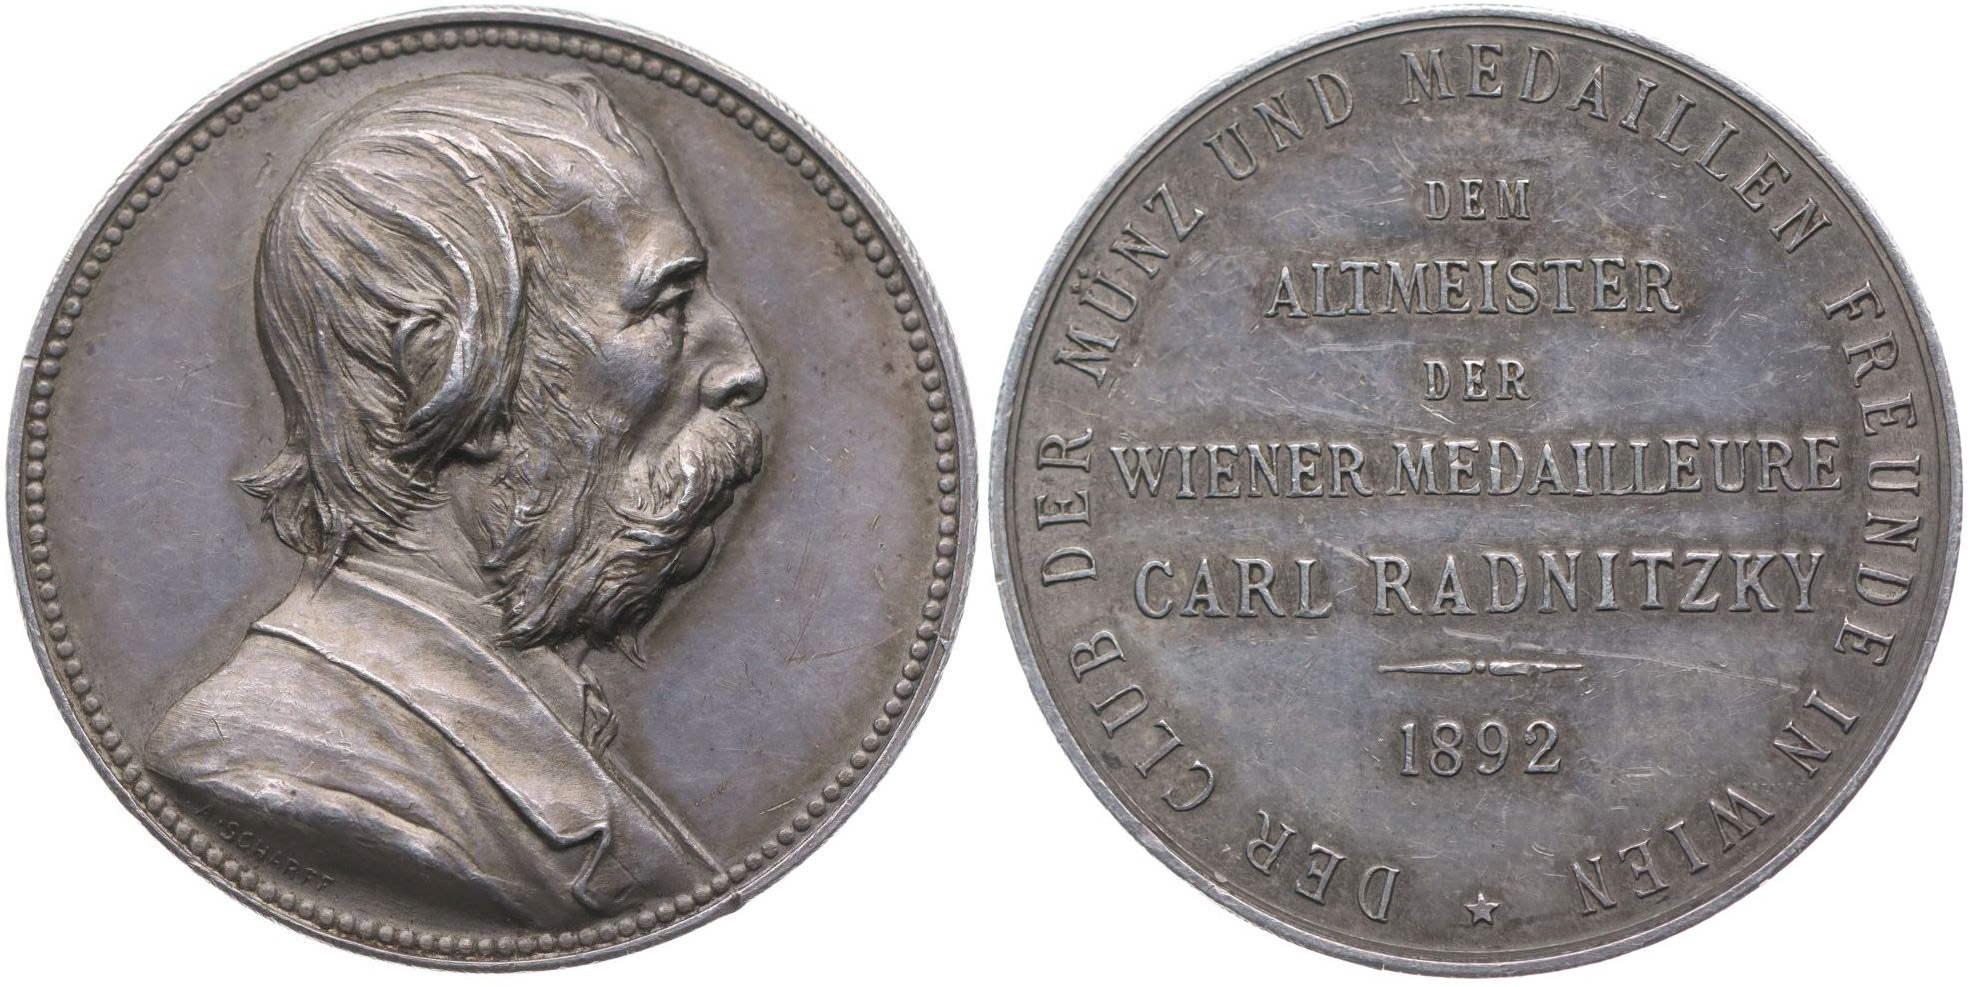 A. SCHARFF
DER CLUB DER MÜNZ UND MEDAILLEN FREUNDE IN WIEN
DEM
ALTMEISTER
DER
WIENER MEDAILLEURE
CARL RADNITZKY
1892